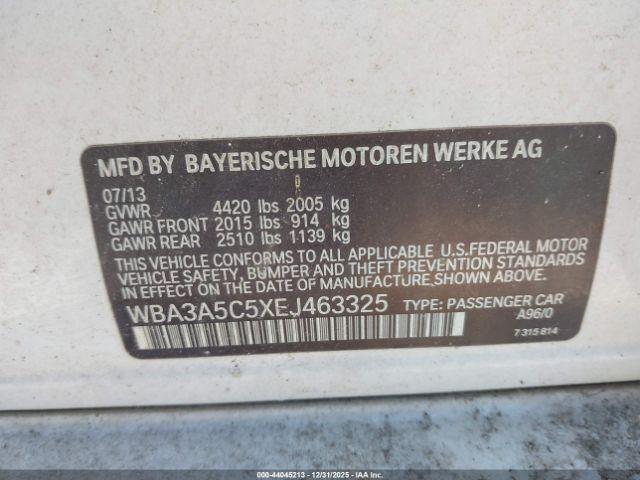 MFD BY BAYERISCHE MOTOREN WERKE AG
07/13
GVWR 4420 lbs 2005 kg
GAWR FRONT 2015 lbs 914 kg
GAWR REAR 2510 lbs 1139 kg
THIS VEHICLE CONFORMS TO ALL APPLICABLE U.S.FEDERAL MOTOR
VEHICLE SAFETY, BUMPER AND THEFT PREVENTION STANDARDS
IN EFFECT ON THE DATE OF MANUFACTURE SHOWN ABOVE.
WBA3A5C5XEJ463325 TYPE: PASSENGER CAR
A96/0
7 315 814
000-44045213 - 12/31/2025 - IAA Inc.